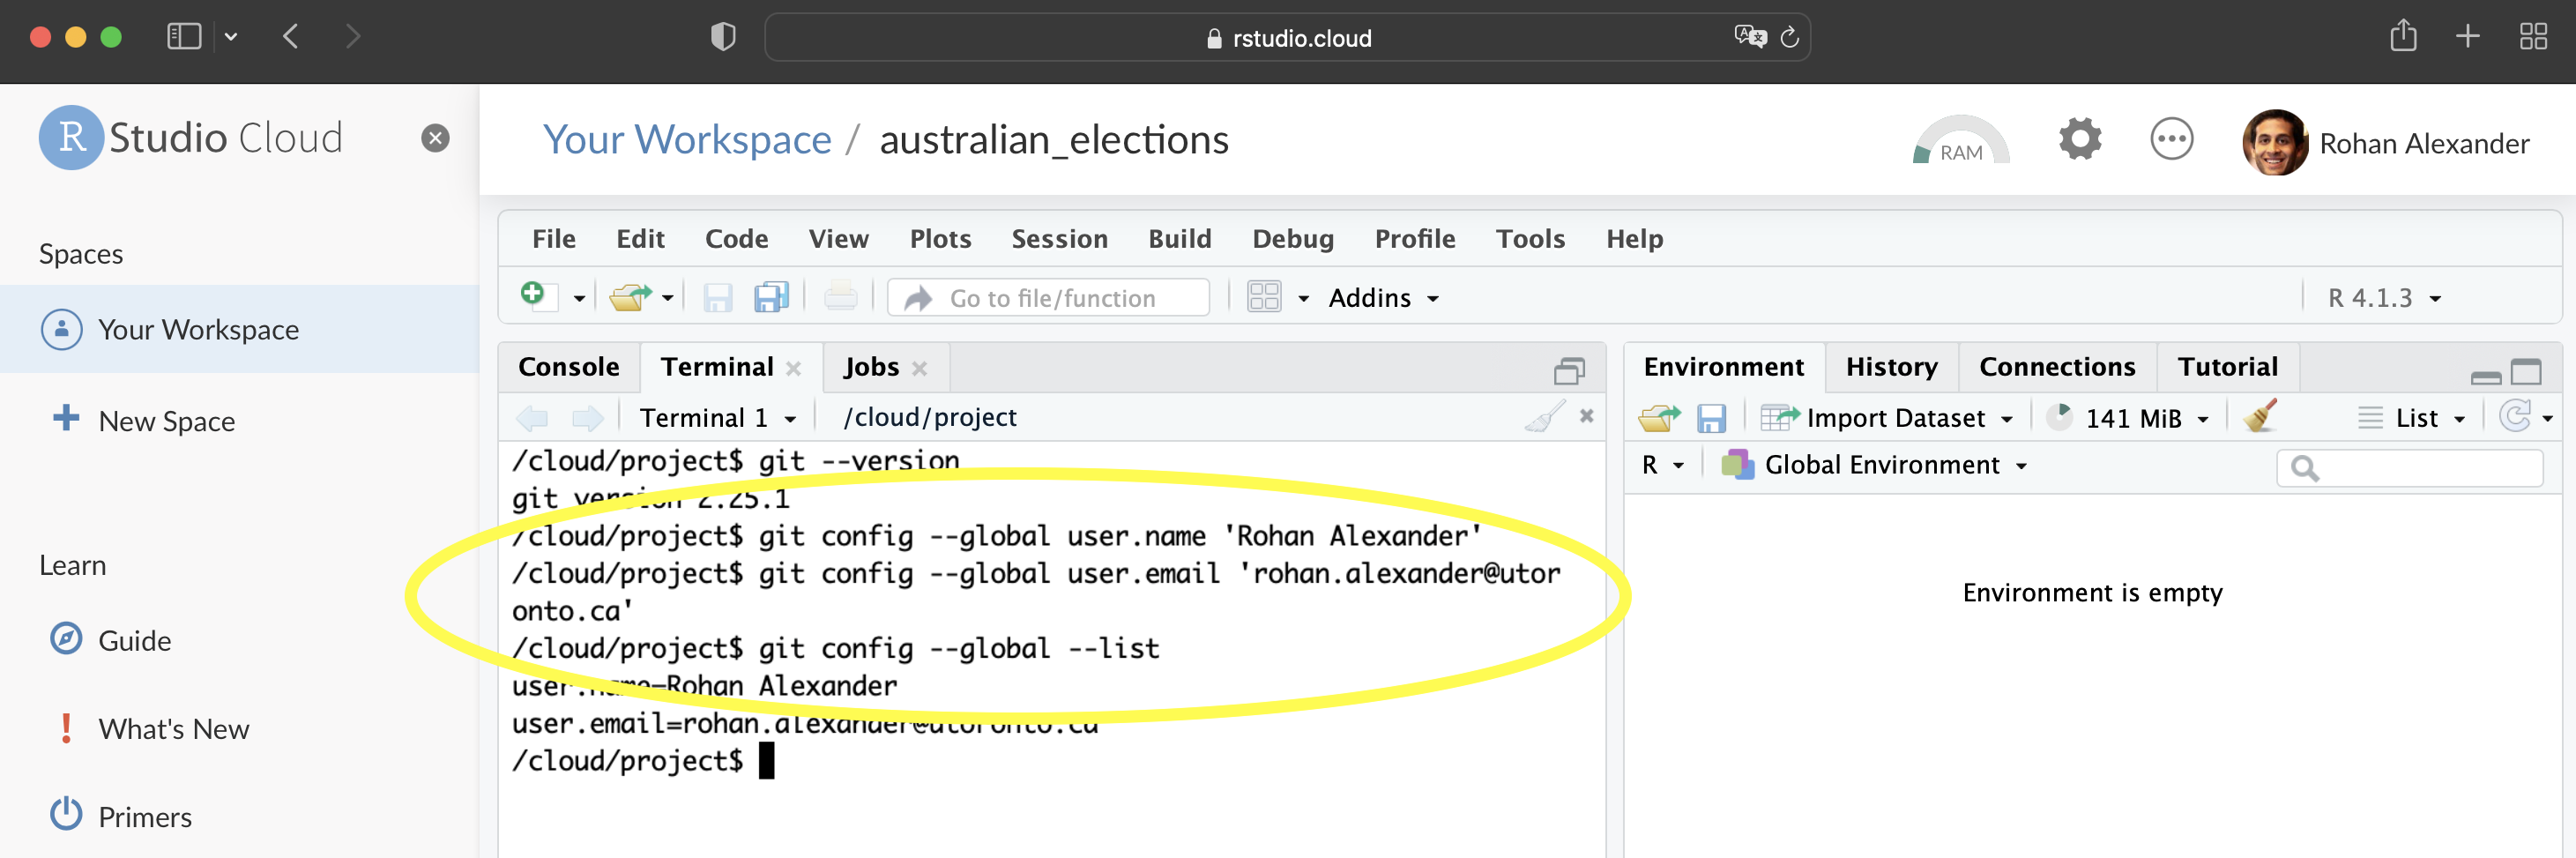 rstudio.cloud
R Studio Cloud
Your Workspace / australian_elections
RAM
Rohan Alexander
Spaces
Your Workspace
New Space
Learn
Guide
What's New
Primers
File Edit Code View Plots Session Build Debug Profile Tools Help
Go to file/function
Addins
R 4.1.3
Console Terminal Jobs
Terminal 1 /cloud/project
/cloud/project$ git --version
git version 2.25.1
/cloud/project$ git config --global user.name 'Rohan Alexander'
/cloud/project$ git config --global user.email 'rohan.alexander@utor
onto.ca'
/cloud/project$ git config --global --list
user.name=Rohan Alexander
user.email=rohan.alexander@utoronto.ca
/cloud/project$
Environment History Connections Tutorial
Import Dataset 141 MiB List
R Global Environment
Environment is empty